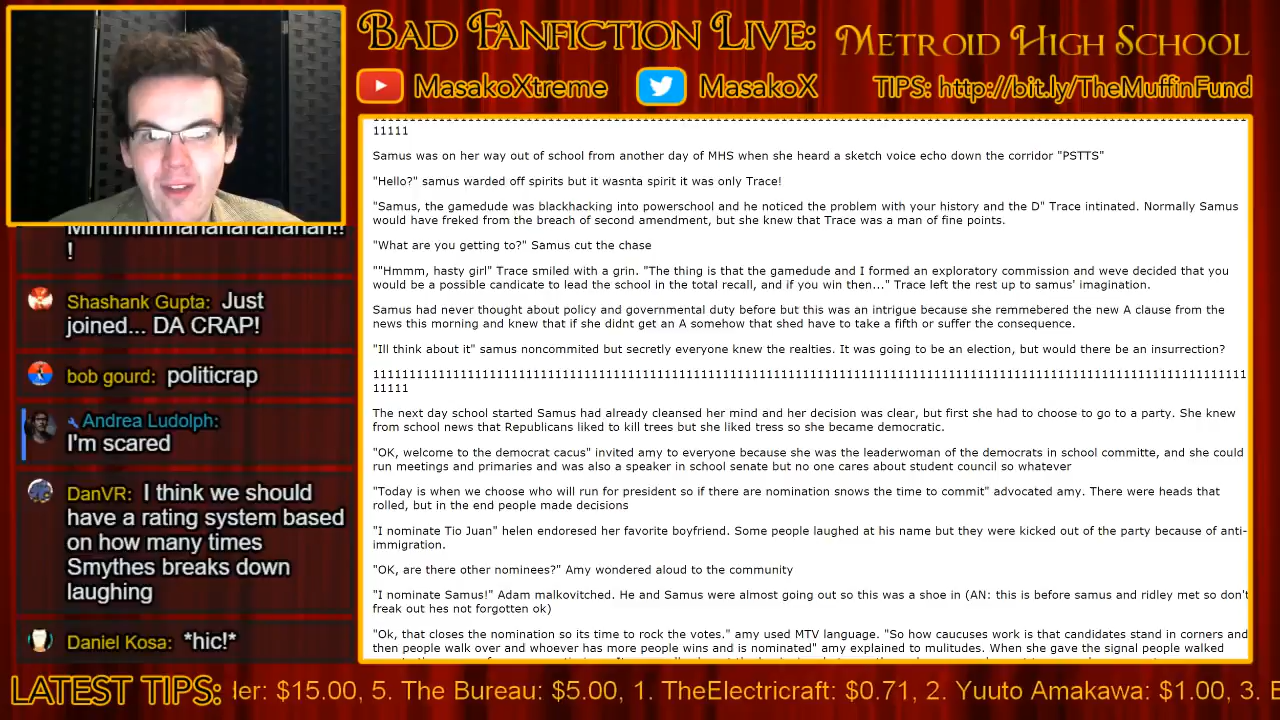 BAD FANFICTION LIVE: METROID HIGH SCHOOL
MasakoXtreme MasakoX TIPS: http://bit.ly/TheMuffinFund
!
Shashank Gupta: Just
joined... DA CRAP!
bob gourd: politicrap
Andrea Ludolph:
I'm scared
DanVR: I think we should
have a rating system based
on how many times
Smythes breaks down
laughing
Daniel Kosa: *hic!*
11111
Samus was on her way out of school from another day of MHS when she heard a sketch voice echo down the corridor "PSTTS"
"Hello?" samus warded off spirits but it wasnta spirit it was only Trace!
"Samus, the gamedude was blackhacking into powerschool and he noticed the problem with your history and the D" Trace intinated. Normally Samus
would have freked from the breach of second amendment, but she knew that Trace was a man of fine points.
"What are you getting to?" Samus cut the chase
""Hmmm, hasty girl" Trace smiled with a grin. "The thing is that the gamedude and I formed an exploratory commission and weve decided that you
would be a possible candicate to lead the school in the total recall, and if you win then..." Trace left the rest up to samus' imagination.
Samus had never thought about policy and governmental duty before but this was an intrigue because she remmebered the new A clause from the
news this morning and knew that if she didnt get an A somehow that shed have to take a fifth or suffer the consequence.
"Ill think about it" samus noncommited but secretly everyone knew the realties. It was going to be an election, but would there be an insurrection?
11111
The next day school started Samus had already cleansed her mind and her decision was clear, but first she had to choose to go to a party. She knew
from school news that Republicans liked to kill trees but she liked tress so she became democratic.
"OK, welcome to the democrat cacus" invited amy to everyone because she was the leaderwoman of the democrats in school committe, and she could
run meetings and primaries and was also a speaker in school senate but no one cares about student council so whatever
"Today is when we choose who will run for president so if there are nomination snows the time to commit" advocated amy. There were heads that
rolled, but in the end people made decisions
"I nominate Tio Juan" helen endoresed her favorite boyfriend. Some people laughed at his name but they were kicked out of the party because of anti-
immigration.
"OK, are there other nominees?" Amy wondered aloud to the community
"I nominate Samus!" Adam malkovitched. He and Samus were almost going out so this was a shoe in (AN: this is before samus and ridley met so don't
freak out hes not forgotten ok)
"Ok, that closes the nomination so its time to rock the votes." amy used MTV language. "So how caucuses work is that candidates stand in corners and
then people walk over and whoever has more people wins and is nominated" amy explained to mulitudes. When she gave the signal people walked
LATEST TIPS: der: $15.00, 5. The Bureau: $5.00, 1. TheElectricraft: $0.71, 2. Yuuto Amakawa: $1.00, 3. E